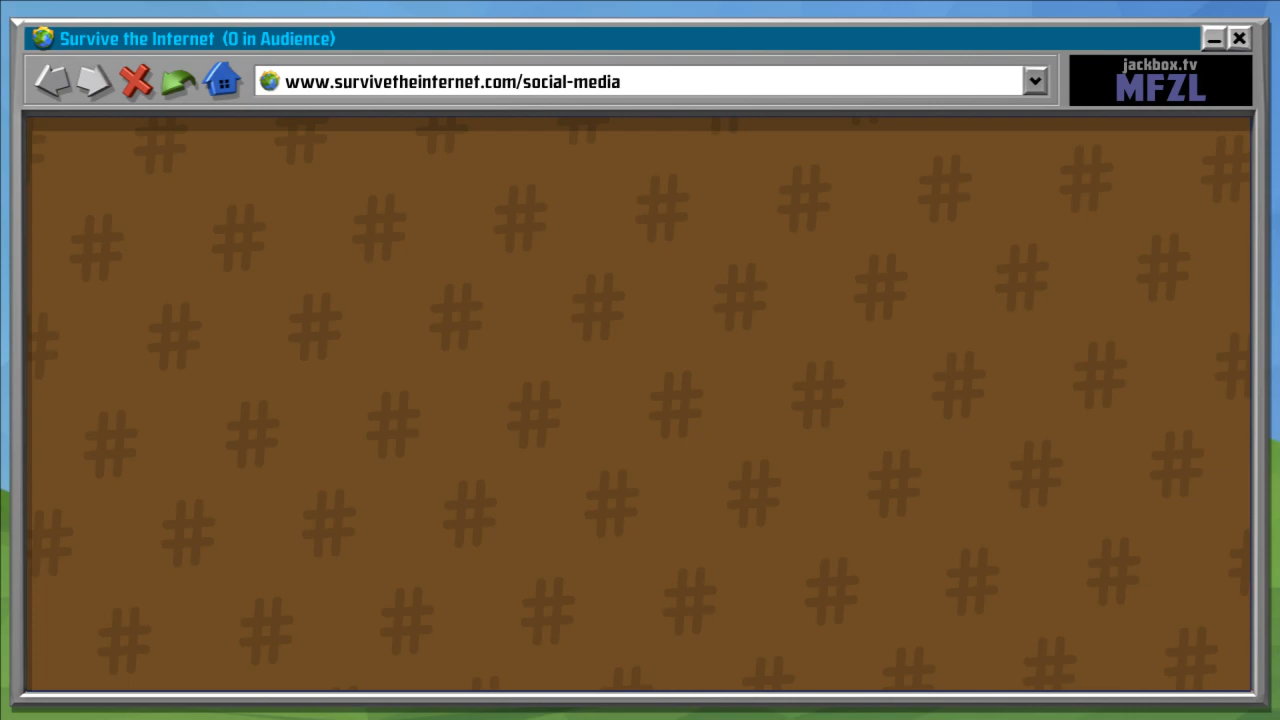 Survive the Internet (0 in Audience)
www.survivetheinternet.com/social-media
jackbox.tv
MFZL